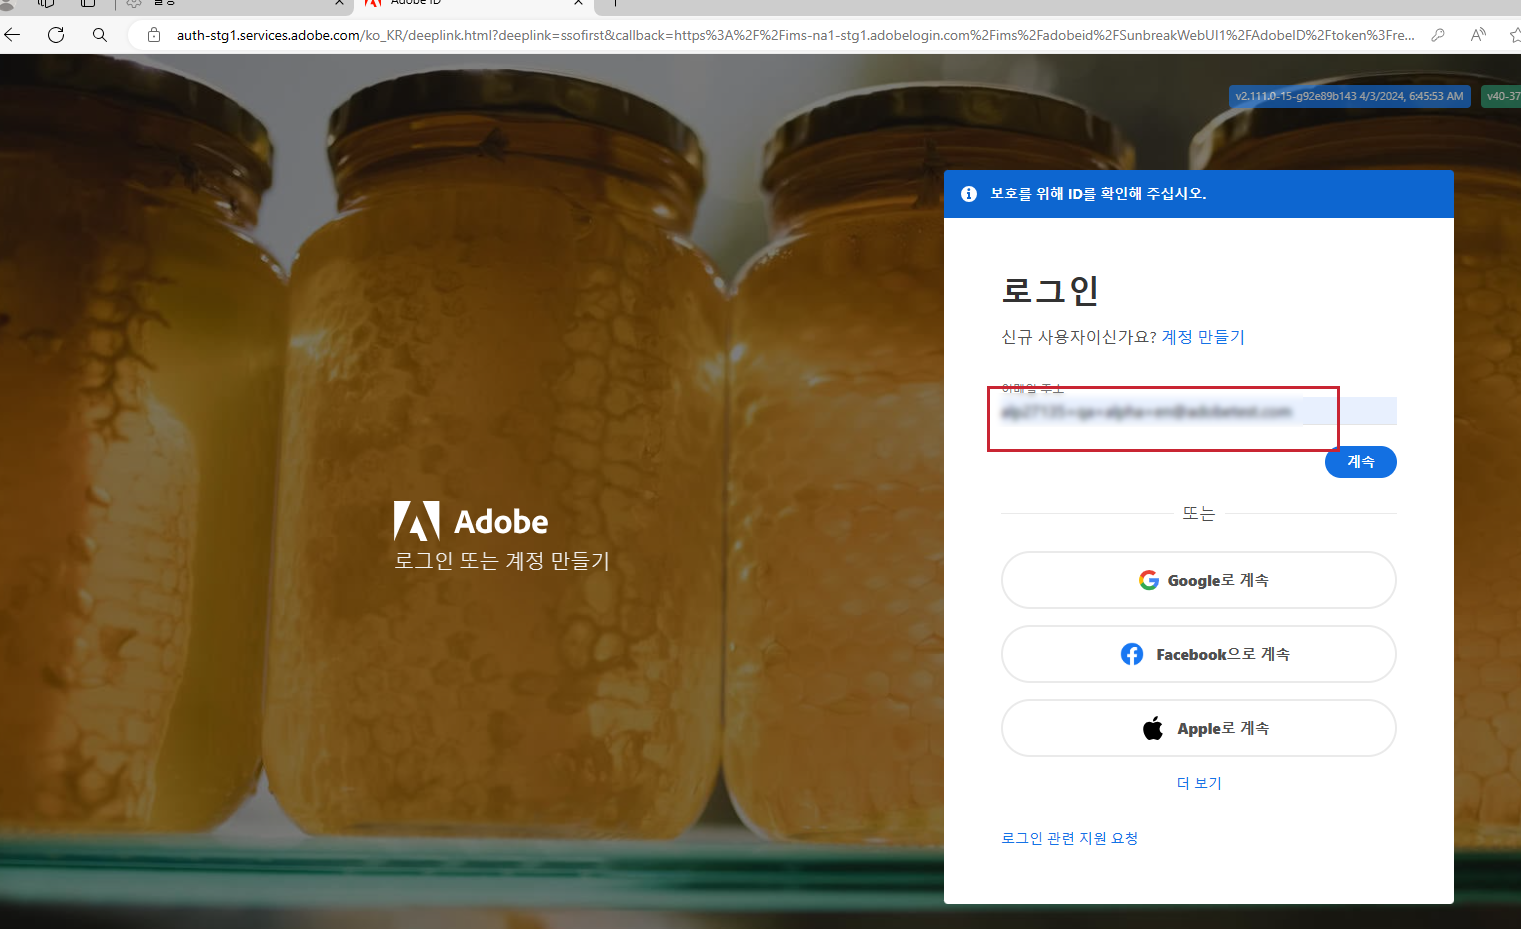 Adobe ID
auth-stg1.services.adobe.com/ko_KR/deeplink.html?deeplink=ssofirst&callback=https%3A%2F%2Fims-na1-stg1.adobelogin.com%2Fims%2Fadobeid%2FSunbreakWebUI1%2FAdobeID%2Ftoken%3Fre...
v2.111.0-15-g92e89b143 4/3/2024, 6:45:53 AM
v40-37
보호를 위해 ID를 확인해 주십시오.
로그인
신규 사용자이신가요? 계정 만들기
이메일 주소
계속
또는
Adobe
로그인 또는 계정 만들기
Google로 계속
Facebook으로 계속
Apple로 계속
더 보기
로그인 관련 지원 요청